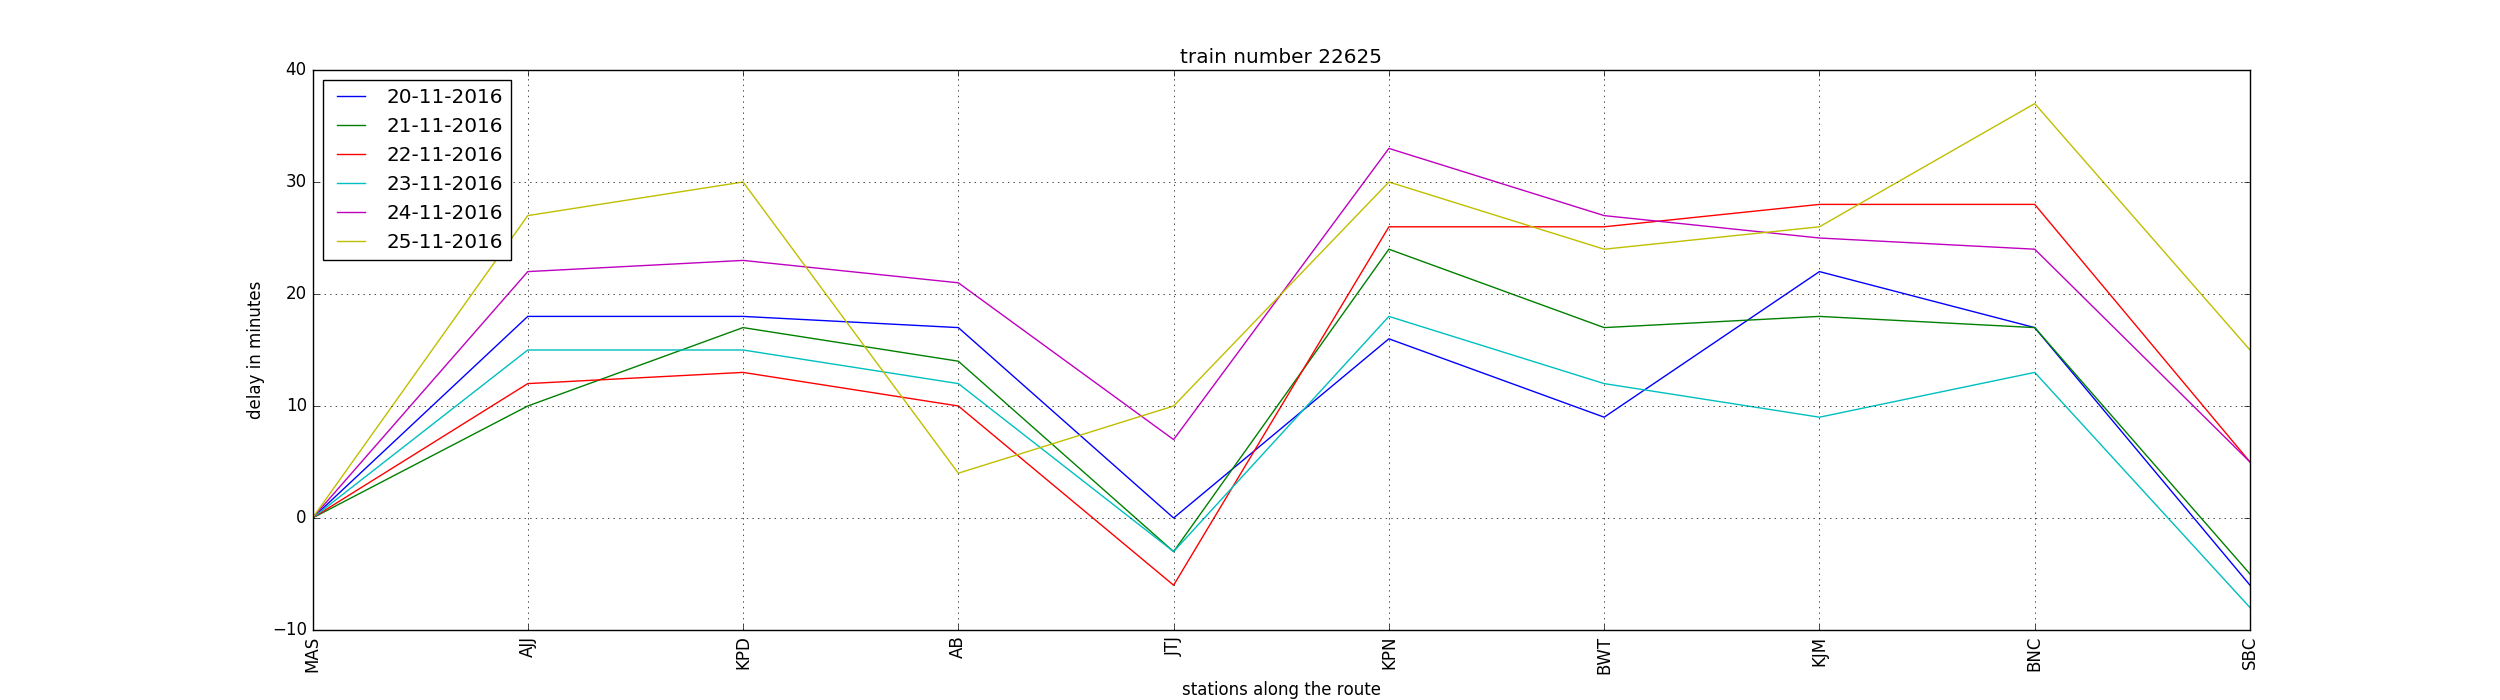 train number 22625
40
30
20
10
0
−10
delay in minutes
20-11-2016
21-11-2016
22-11-2016
23-11-2016
24-11-2016
25-11-2016
MAS
AJJ
KPD
AB
JTJ
KPN
BWT
KJM
BNC
SBC
stations along the route